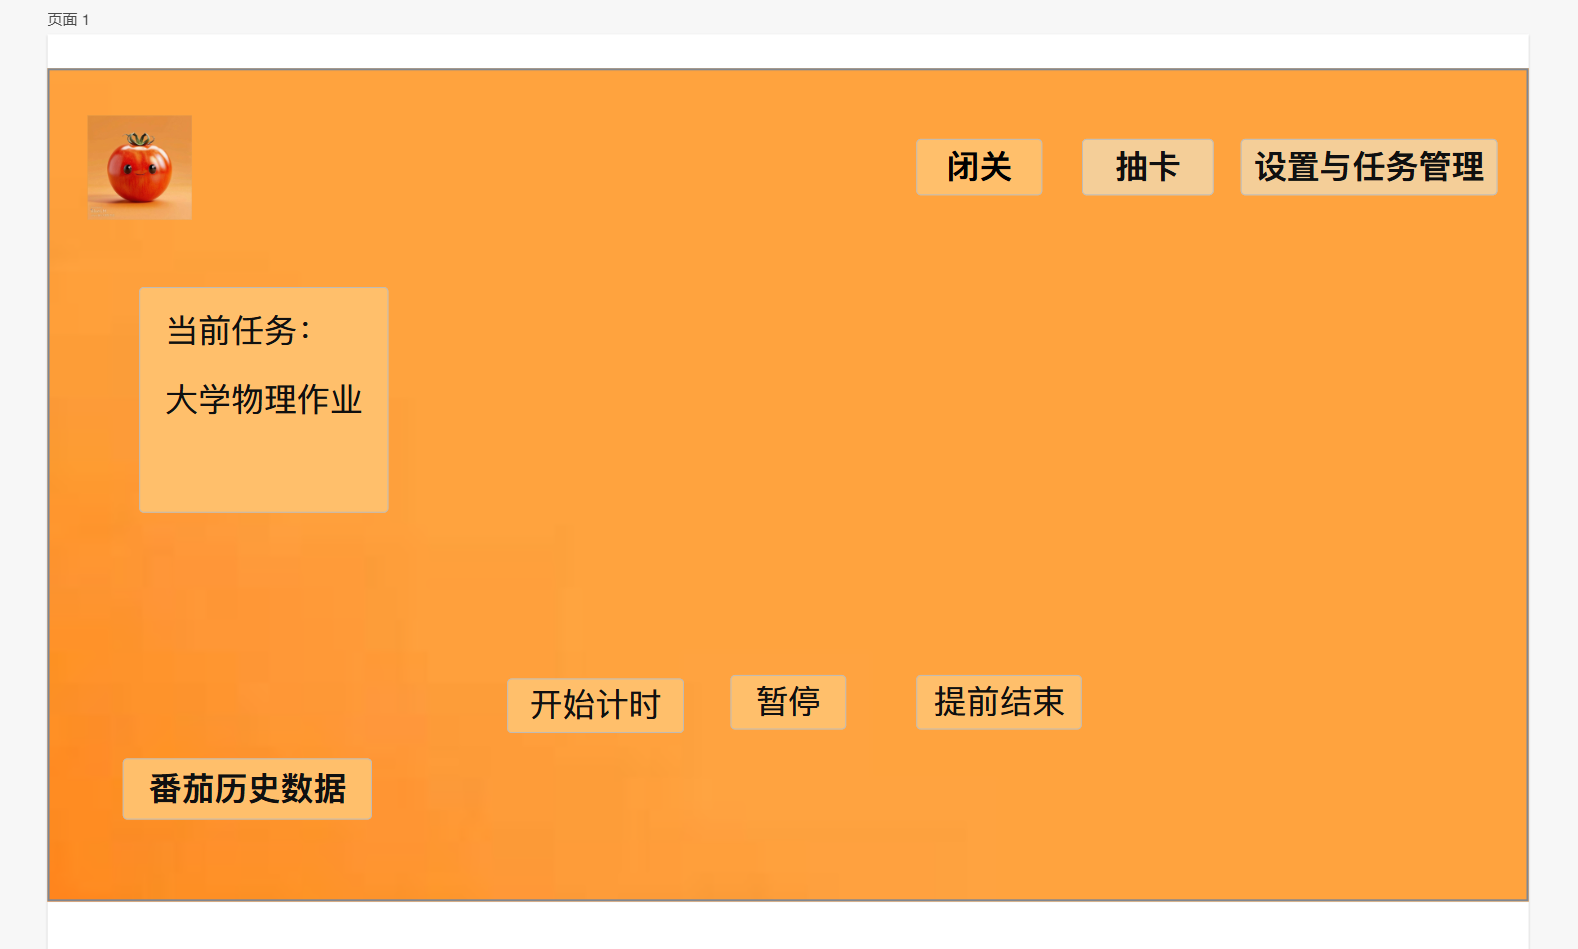 页面 1
闭关
抽卡
设置与任务管理
当前任务：
大学物理作业
开始计时
暂停
提前结束
番茄历史数据